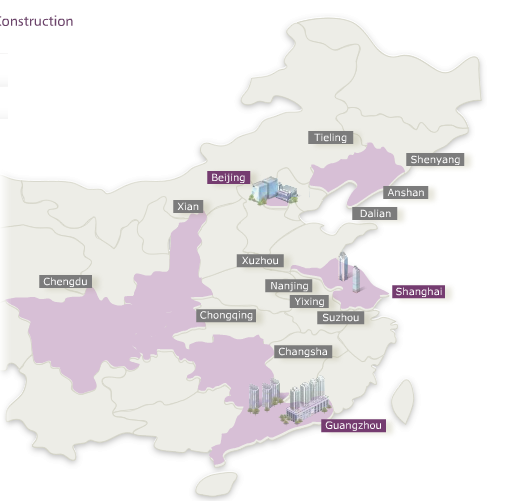 Construction
Tieling
Shenyang
Beijing
Anshan
Xian
Dalian
Xuzhou
Chengdu
Nanjing
Shanghai
Yixing
Chongqing
Suzhou
Changsha
Guangzhou